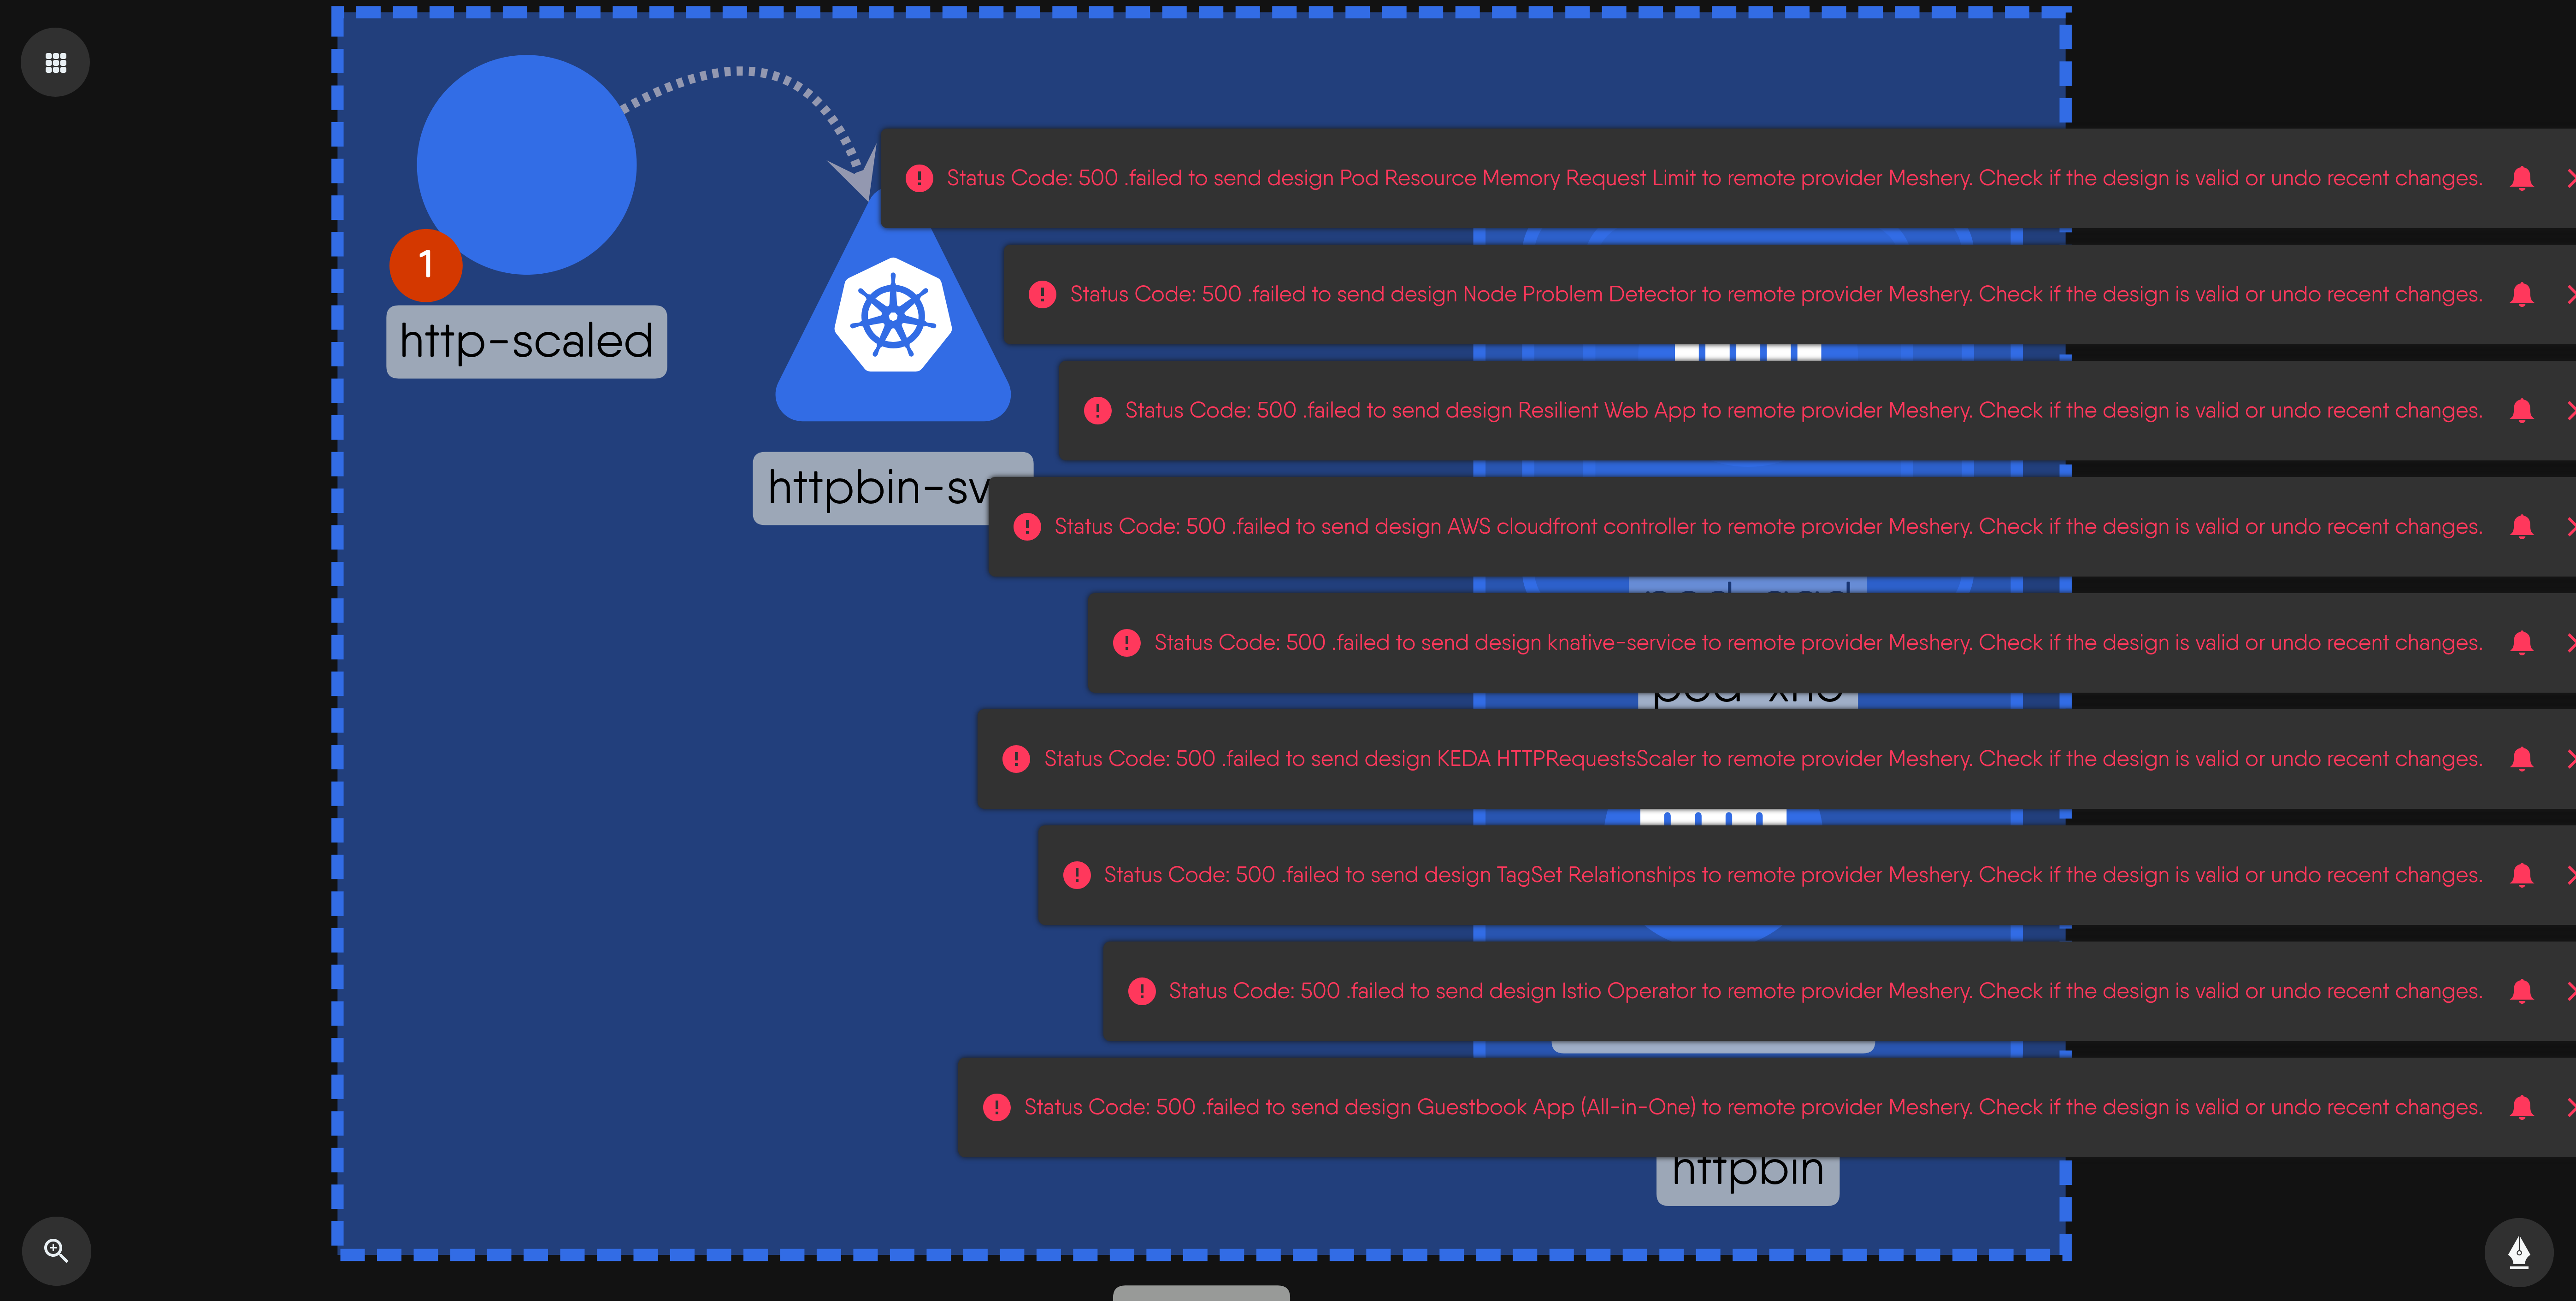 Status Code: 500 .failed to send design Pod Resource Memory Request Limit to remote provider Meshery. Check if the design is valid or undo recent changes.
1
Status Code: 500 .failed to send design Node Problem Detector to remote provider Meshery. Check if the design is valid or undo recent changes.
http-scaled
Status Code: 500 .failed to send design Resilient Web App to remote provider Meshery. Check if the design is valid or undo recent changes.
httpbin-sv
Status Code: 500 .failed to send design AWS cloudfront controller to remote provider Meshery. Check if the design is valid or undo recent changes.
Status Code: 500 .failed to send design knative-service to remote provider Meshery. Check if the design is valid or undo recent changes.
Status Code: 500 .failed to send design KEDA HTTPRequestsScaler to remote provider Meshery. Check if the design is valid or undo recent changes.
Status Code: 500 .failed to send design TagSet Relationships to remote provider Meshery. Check if the design is valid or undo recent changes.
Status Code: 500 .failed to send design Istio Operator to remote provider Meshery. Check if the design is valid or undo recent changes.
Status Code: 500 .failed to send design Guestbook App (All-in-One) to remote provider Meshery. Check if the design is valid or undo recent changes.
httpbin